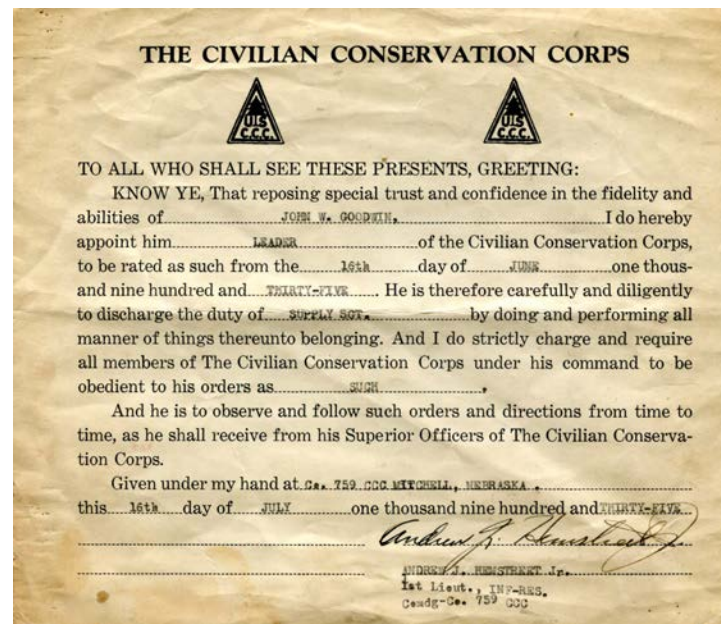 THE CIVILIAN CONSERVATION CORPS
U.S. C.C.C. U.S. C.C.C.
TO ALL WHO SHALL SEE THESE PRESENTS, GREETING:
KNOW YE, That reposing special trust and confidence in the fidelity and
abilities of JOHN W. GOODWIN, I do hereby
appoint him LEADER of the Civilian Conservation Corps,
to be rated as such from the 16th day of JUNE one thous-
and nine hundred and THIRTY-FIVE. He is therefore carefully and diligently
to discharge the duty of SUPPLY SGT. by doing and performing all
manner of things thereunto belonging. And I do strictly charge and require
all members of The Civilian Conservation Corps under his command to be
obedient to his orders as SUCH.
And he is to observe and follow such orders and directions from time to
time, as he shall receive from his Superior Officers of The Civilian Conserva-
tion Corps.
Given under my hand at Co. 759 CCC MITCHELL, NEBRASKA.
this 16th day of JULY one thousand nine hundred and THIRTY-FIVE
Andrew J. Hemstreet Jr.
ANDREW J. HEMSTREET Jr.
1st Lieut., INF-RES.
Comdg-Co. 759 CCC